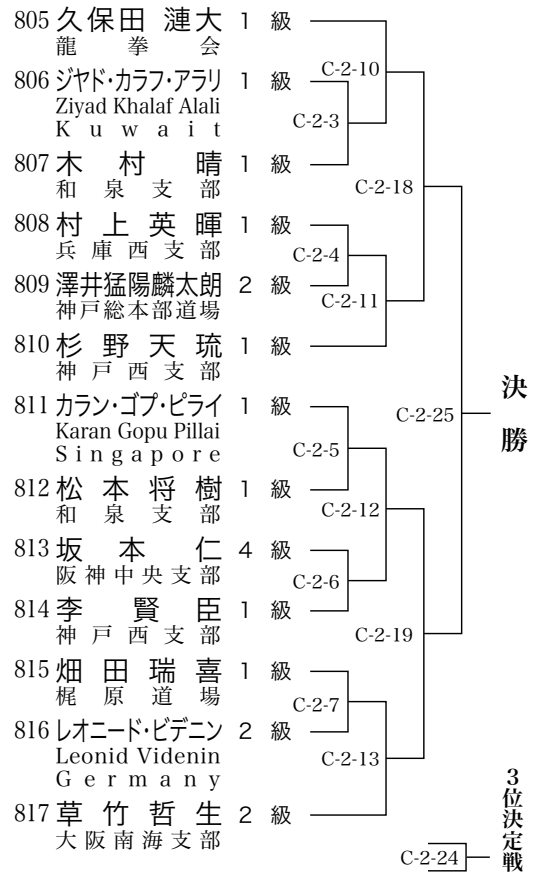 805 久保田 漣大 1 級
龍拳会
C-2-10
806 ジヤド・カラフ・アラリ 1 級
Ziyad Khalaf Alali
Kuwait
C-2-3
807 木村晴 1 級
和泉支部
C-2-18
808 村上英暉 1 級
兵庫西支部
C-2-4
809 澤井猛陽麟太朗 2 級
神戸総本部道場
C-2-11
810 杉野天琉 1 級
神戸西支部
811 カラン・ゴプ・ピライ 1 級
Karan Gopu Pillai
Singapore
C-2-25
決勝
C-2-5
812 松本将樹 1 級
和泉支部
C-2-12
813 坂本仁 4 級
阪神中央支部
C-2-6
814 李賢臣 1 級
神戸西支部
C-2-19
815 畑田瑞喜 1 級
梶原道場
C-2-7
816 レオニード・ビデニン 2 級
Leonid Videnin
Germany
C-2-13
817 草竹哲生 2 級
大阪南海支部
3位決定戦
C-2-24